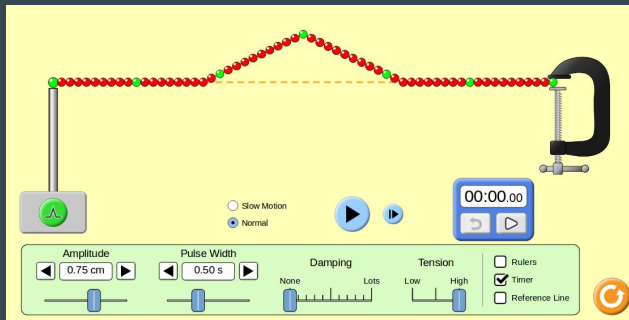 Slow Motion
Normal
00:00.00
Amplitude
0.75 cm
Pulse Width
0.50 s
Damping
None
Lots
Tension
Low
High
Rulers
Timer
Reference Line